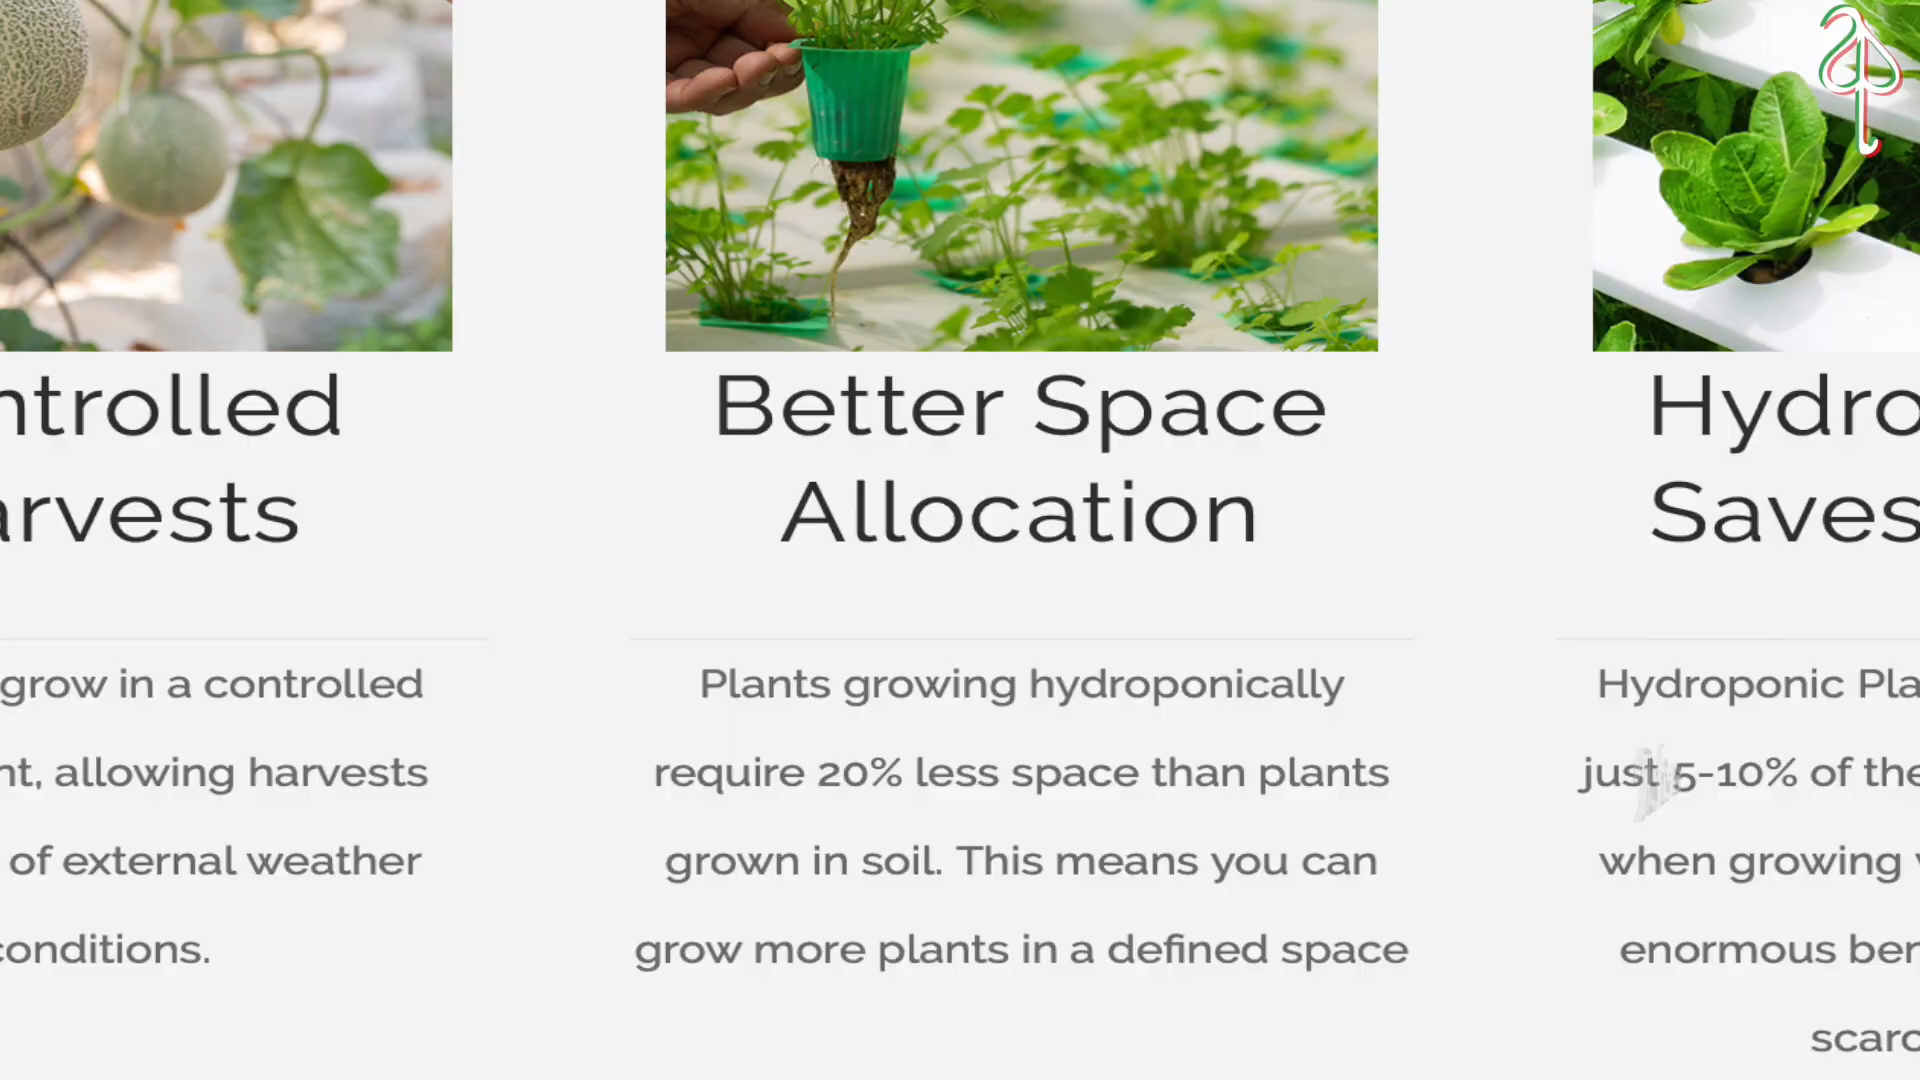 ntrolled
arvests
grow in a controlled
nt, allowing harvests
of external weather
conditions.
Better Space
Allocation
Plants growing hydroponically
require 20% less space than plants
grown in soil. This means you can
grow more plants in a defined space
Hydro
Saves
Hydroponic Pla
just 5-10% of the
when growing
enormous ben
scarc